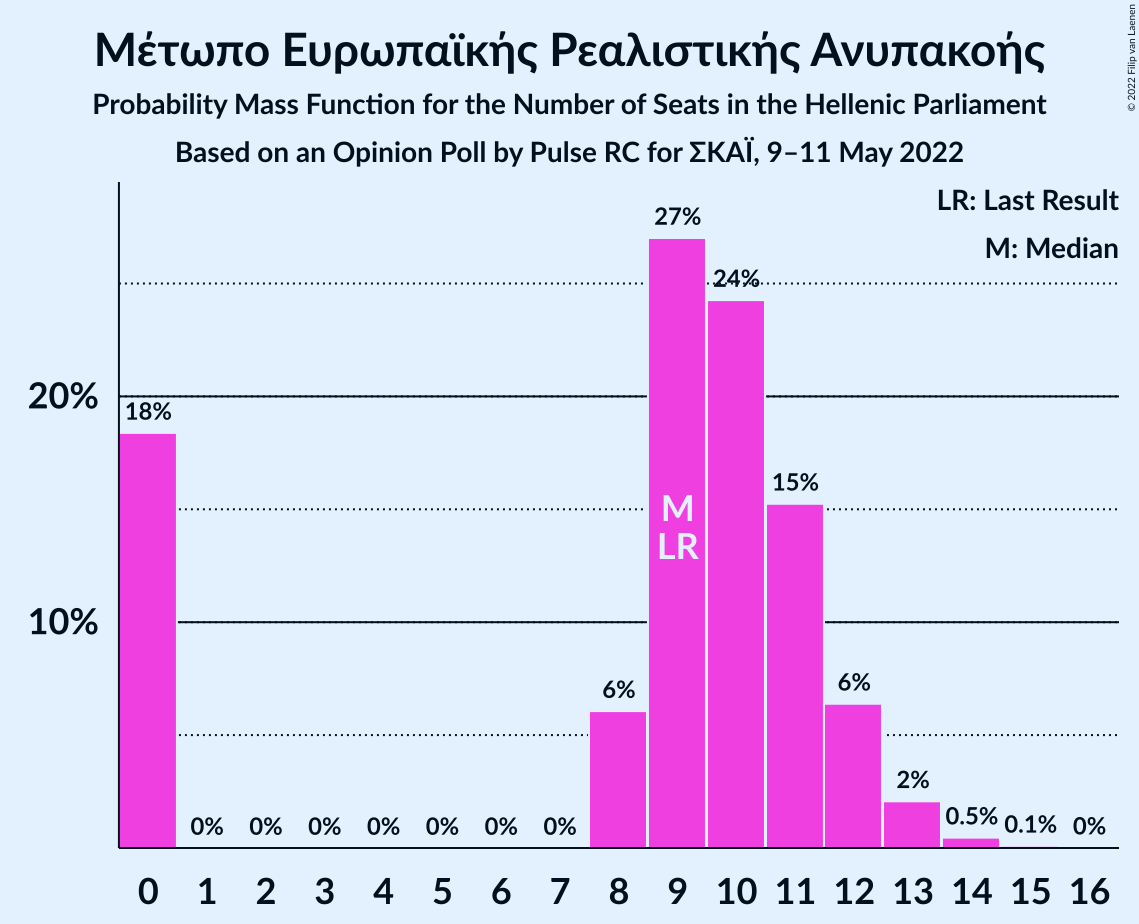 Μέτωπο Ευρωπαϊκής Ρεαλιστικής Ανυπακοής
Probability Mass Function for the Number of Seats in the Hellenic Parliament
Based on an Opinion Poll by Pulse RC for ΣΚΑΪ, 9–11 May 2022
© 2022 Filip van Laenen
LR: Last Result
M: Median
27%
24%
20%
18%
15%
M
LR
10%
6%
6%
2%
0% 0% 0% 0% 0% 0% 0% 0.5% 0.1% 0%
0 1 2 3 4 5 6 7 8 9 10 11 12 13 14 15 16